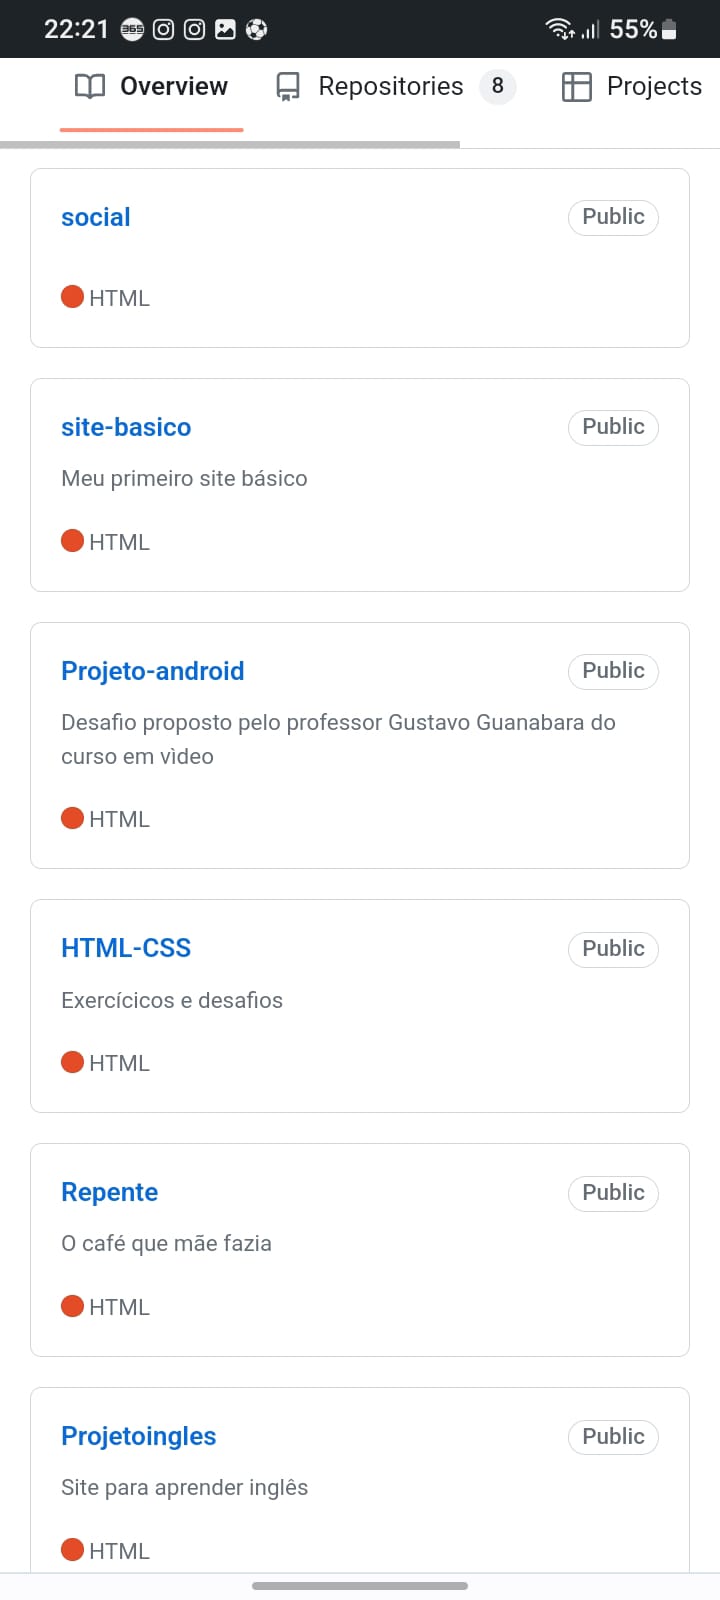 22:21 365 55%
Overview Repositories 8 Projects
social Public
HTML
site-basico Public
Meu primeiro site básico
HTML
Projeto-android Public
Desafio proposto pelo professor Gustavo Guanabara do
curso em vìdeo
HTML
HTML-CSS Public
Exercícicos e desafios
HTML
Repente Public
O café que mãe fazia
HTML
Projetoingles Public
Site para aprender inglês
HTML